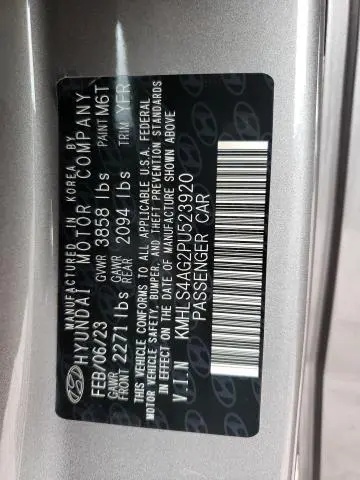 MANUFACTURED IN KOREA BY
HYUNDAI MOTOR COMPANY
FEB/06/23 GVWR 3858 lbs PAINT M6T
GAWR FRONT 2271 lbs GAWR REAR 2094 lbs TRIM YFR
THIS VEHICLE CONFORMS TO ALL APPLICABLE U.S.A. FEDERAL
MOTOR VEHICLE SAFETY, BUMPER, AND THEFT PREVENTION STANDARDS
IN EFFECT ON THE DATE OF MANUFACTURE SHOWN ABOVE
V.I.N KMHLS4AG2PU523920
PASSENGER CAR